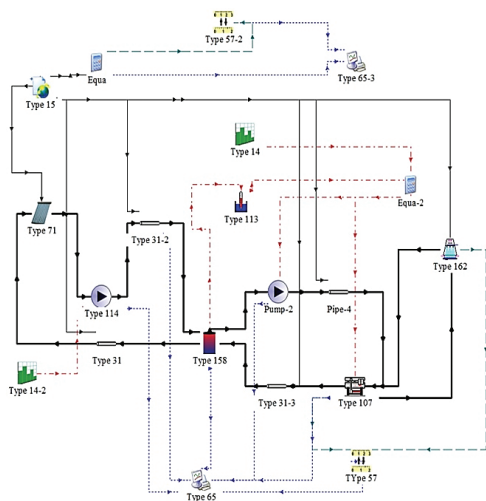 Type 57-2
Equa
Type 65-3
Type 15
Type 14
Equa-2
Type 113
Type 71
Type 31-2
Type 162
Type 114
Pump-2
Pipe-4
Type 31
Type 158
Type 14-2
Type 31-3
Type 107
Type 65
TYpe 57